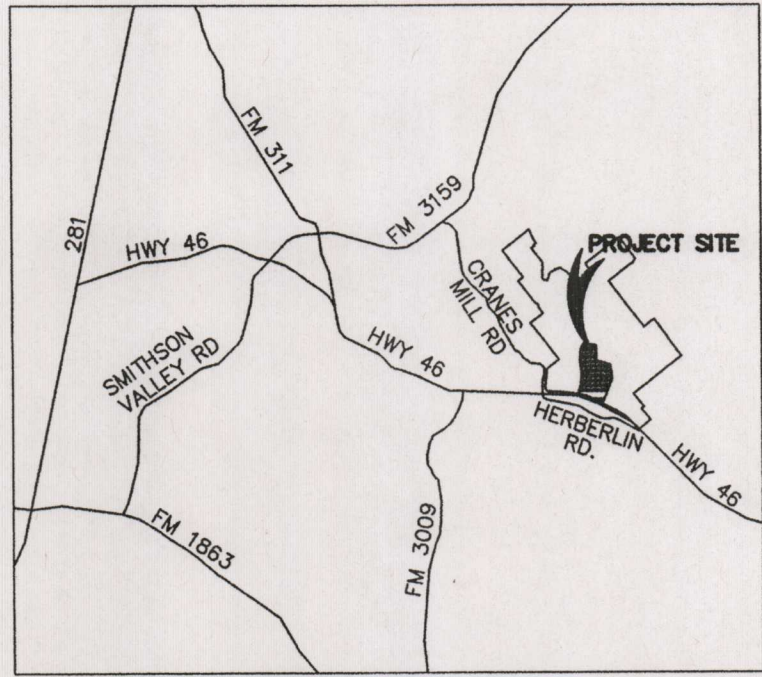 FM 311
281
HWY 46
FM 3159
PROJECT SITE
CRANES
MILL RD
SMITHSON
VALLEY RD
HWY 46
HERBERLIN
RD.
HWY 46
FM 1863
FM 3009